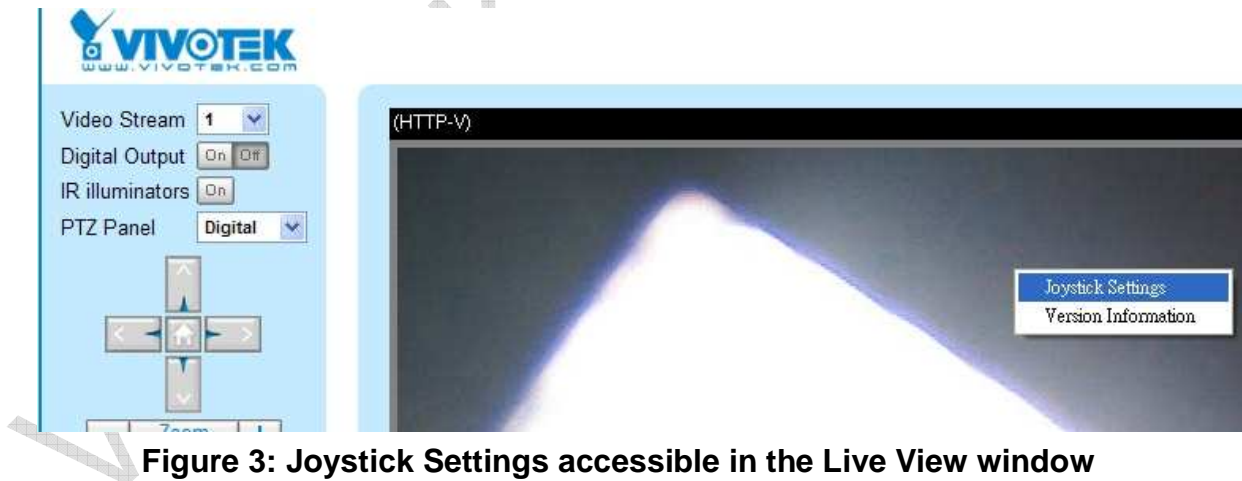 VIVOTEK
www.vivotek.com
Video Stream 1
Digital Output On Off
IR illuminators On
PTZ Panel Digital
Zoom
(HTTP-V)
Joystick Settings
Version Information
Figure 3: Joystick Settings accessible in the Live View window